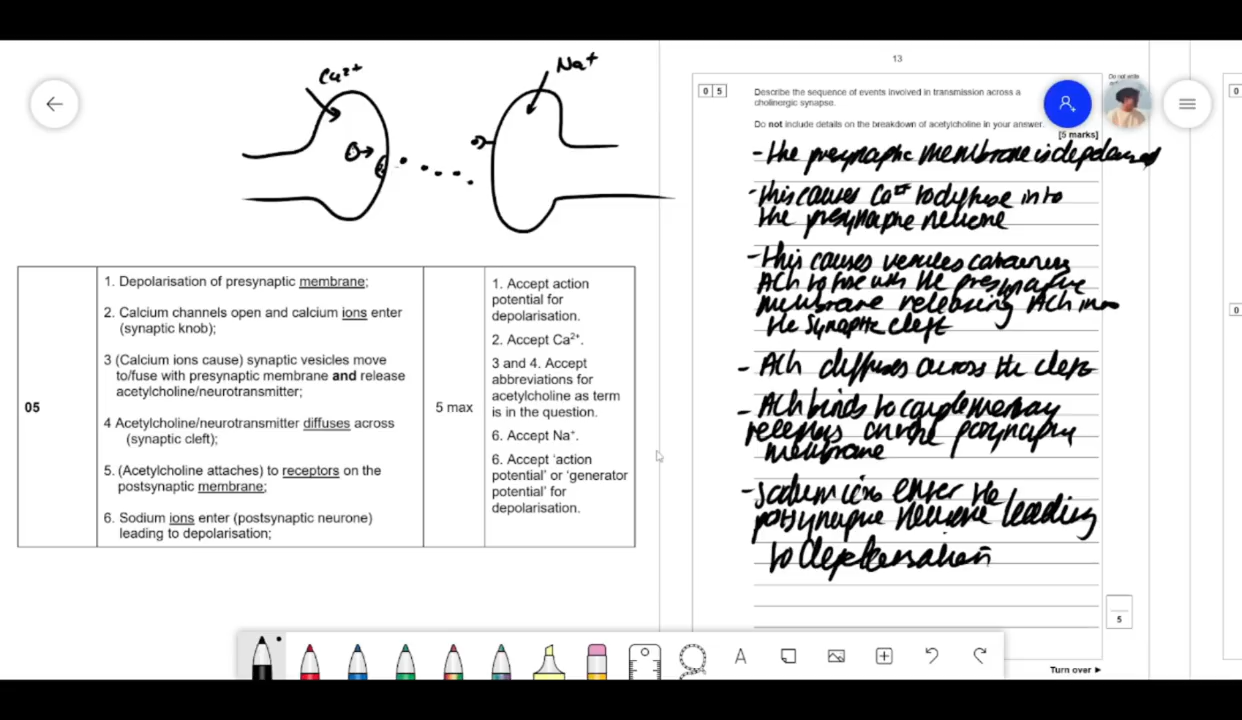 Ca²⁺
Na⁺
05
1. Depolarisation of presynaptic membrane;
2. Calcium channels open and calcium ions enter
(synaptic knob);
3 (Calcium ions cause) synaptic vesicles move
to/fuse with presynaptic membrane and release
acetylcholine/neurotransmitter;
4 Acetylcholine/neurotransmitter diffuses across
(synaptic cleft);
5. (Acetylcholine attaches) to receptors on the
postsynaptic membrane;
6. Sodium ions enter (postsynaptic neurone)
leading to depolarisation;
5 max
1. Accept action
potential for
depolarisation.
2. Accept Ca²⁺.
3 and 4. Accept
abbreviations for
acetylcholine as term
is in the question.
6. Accept Na⁺.
6. Accept ‘action
potential’ or ‘generator
potential’ for
depolarisation.
13
Do not write
0 5
Describe the sequence of events involved in transmission across a
cholinergic synapse.
Do not include details on the breakdown of acetylcholine in your answer.
[5 marks]
- the presynaptic membrane is depolarised
- this causes Ca²⁺ to diffuse into
the presynaptic neurone
- this causes vesicles containing
ACh to fuse with the presynaptic
membrane releasing ACh into
the synaptic cleft
- ACh diffuses across the cleft
- ACh binds to complementary
receptors on the postsynaptic
membrane
- sodium ions enter the
postsynaptic neurone leading
to depolarisation
5
Turn over ►
0
0
A